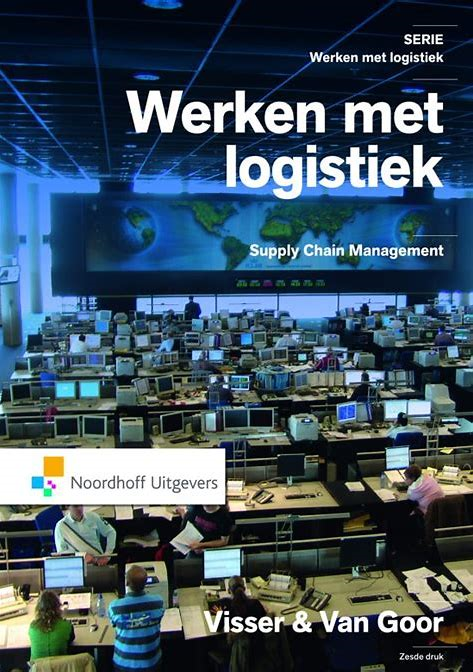 SERIE
Werken met logistiek
Werken met
logistiek
Supply Chain Management
Noordhoff Uitgevers
Visser & Van Goor
Zesde druk